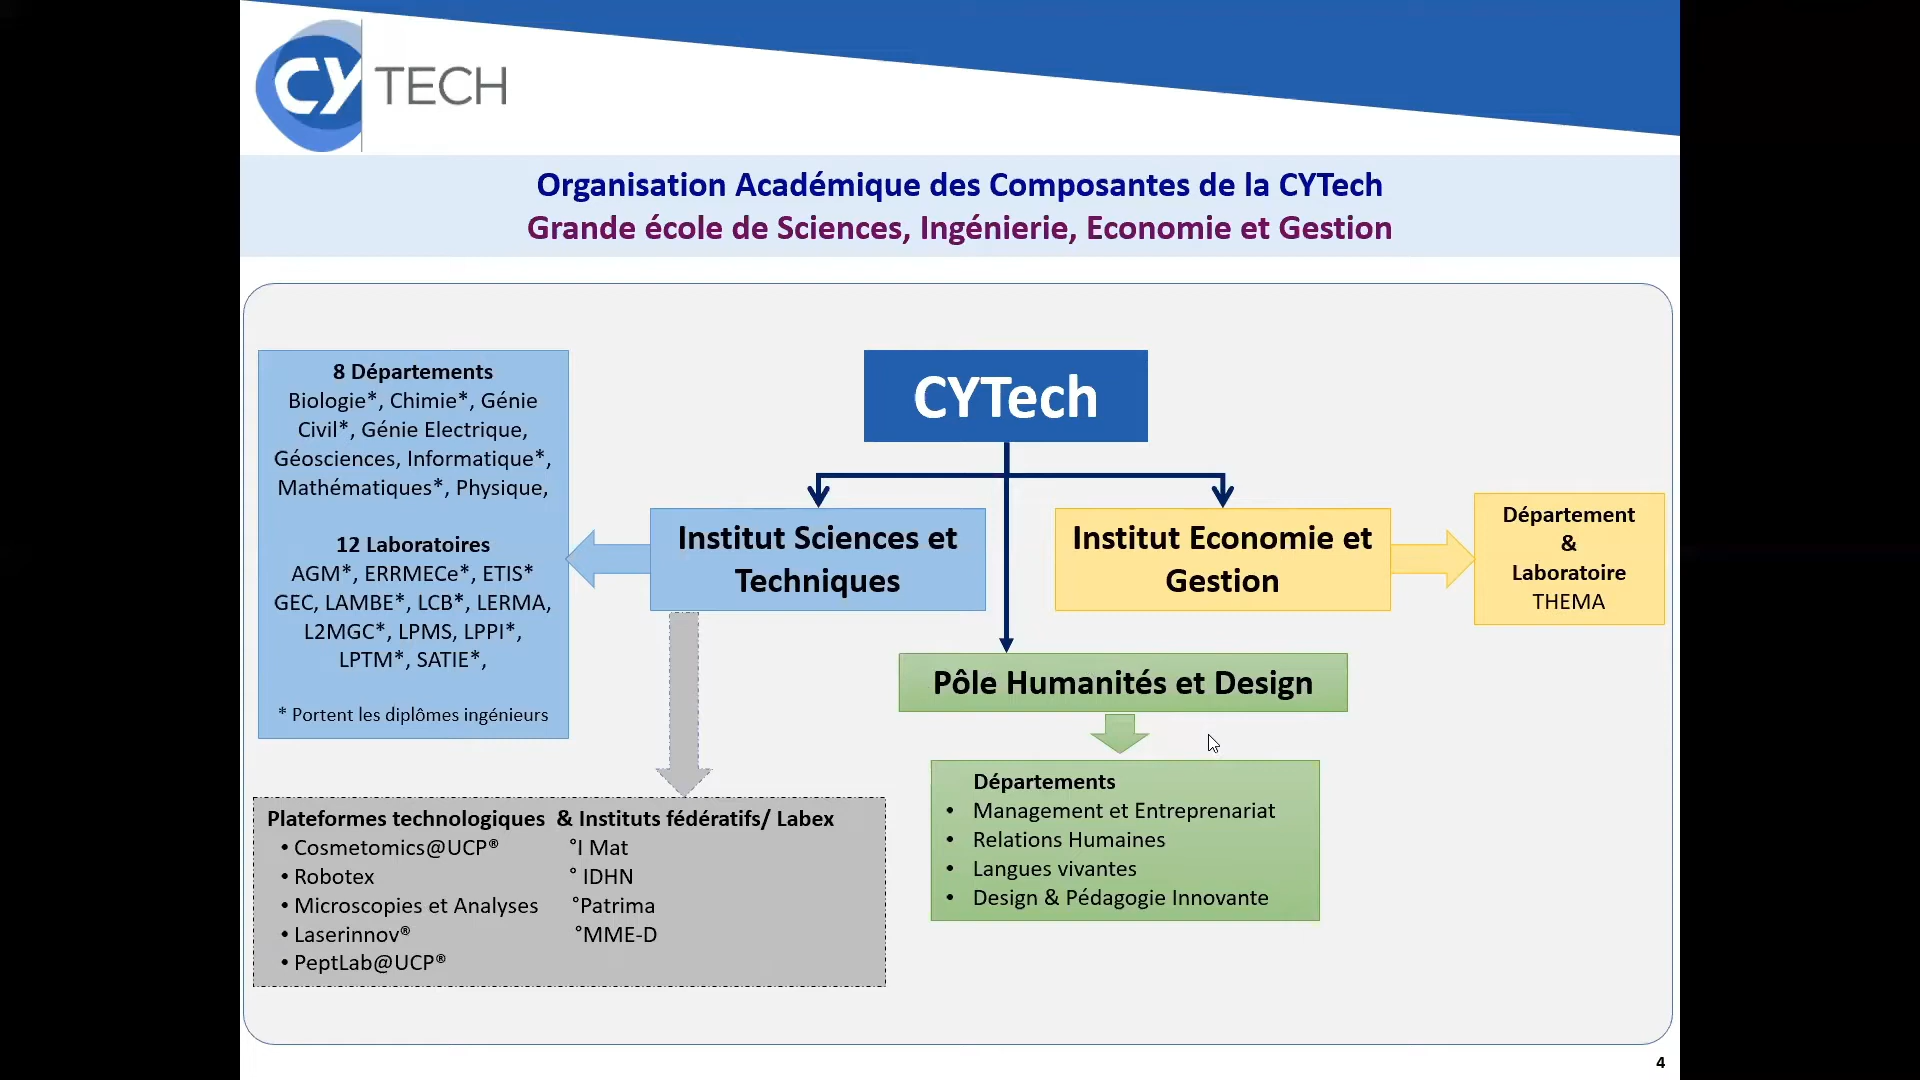 CY TECH
Organisation Académique des Composantes de la CYTech
Grande école de Sciences, Ingénierie, Economie et Gestion
CYTech
8 Départements
Biologie*, Chimie*, Génie
Civil*, Génie Electrique,
Géosciences, Informatique*,
Mathématiques*, Physique,
12 Laboratoires
AGM*, ERRMECe*, ETIS*
GEC, LAMBE*, LCB*, LERMA,
L2MGC*, LPMS, LPPI*,
LPTM*, SATIE*,
* Portent les diplômes ingénieurs
Institut Sciences et
Techniques
Institut Economie et
Gestion
Département
&
Laboratoire
THEMA
Pôle Humanités et Design
Départements
• Management et Entreprenariat
• Relations Humaines
• Langues vivantes
• Design & Pédagogie Innovante
Plateformes technologiques & Instituts fédératifs/ Labex
• Cosmetomics@UCP® °I Mat
• Robotex ° IDHN
• Microscopies et Analyses °Patrima
• Laserinnov® °MME-D
• PeptLab@UCP®
4